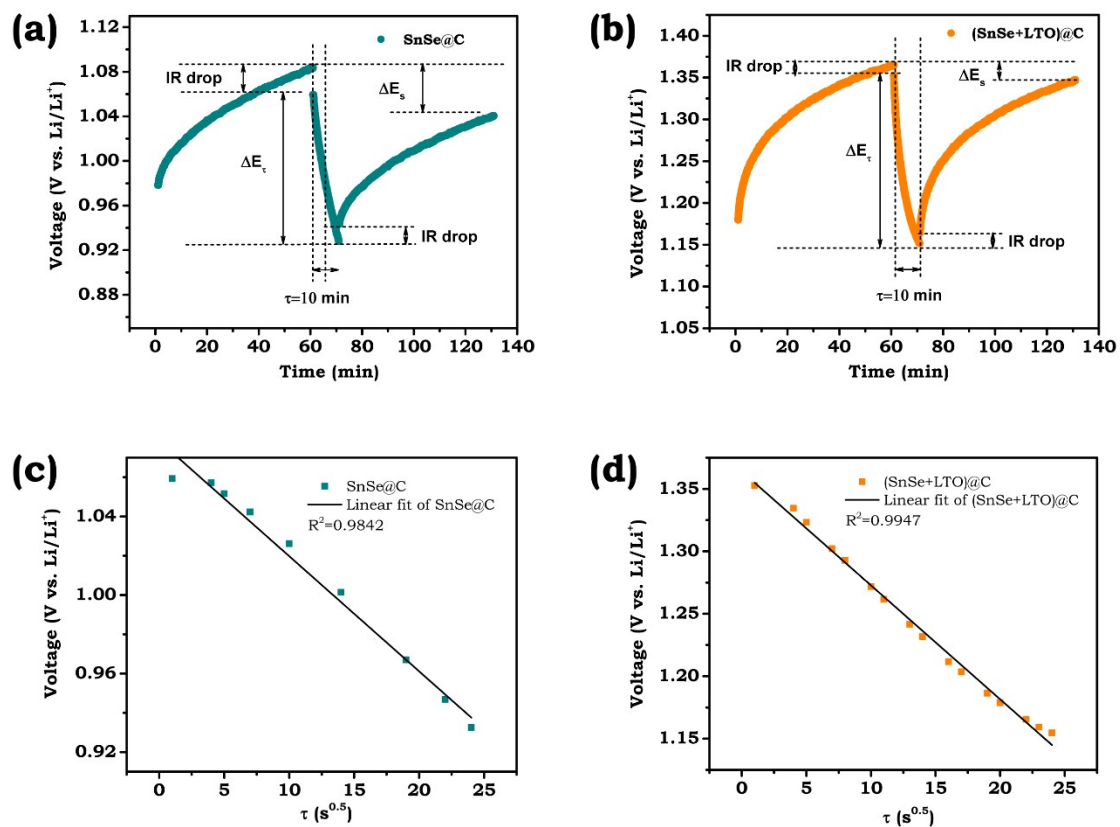 (a)
SnSe@C
IR drop
ΔEₛ
ΔE_τ
IR drop
τ=10 min
Voltage (V vs. Li/Li⁺)
1.08
1.04
1.00
0.96
0.92
0.88
0 20 40 60 80 100 120 140
Time (min)
(b)
(SnSe+LTO)@C
IR drop
ΔEₛ
ΔE_τ
IR drop
τ=10 min
Voltage (V vs. Li/Li⁺)
1.40
1.35
1.30
1.25
1.20
1.15
1.10
1.05
0 20 40 60 80 100 120 140
Time (min)
(c)
SnSe@C
Linear fit of SnSe@C
R²=0.9842
Voltage (V vs. Li/Li⁺)
1.04
1.00
0.96
0.92
0 5 10 15 20 25
τ (s⁰·⁵)
(d)
(SnSe+LTO)@C
Linear fit of (SnSe+LTO)@C
R²=0.9947
Voltage (V vs. Li/Li⁺)
1.35
1.30
1.25
1.20
1.15
0 5 10 15 20 25
τ (s⁰·⁵)